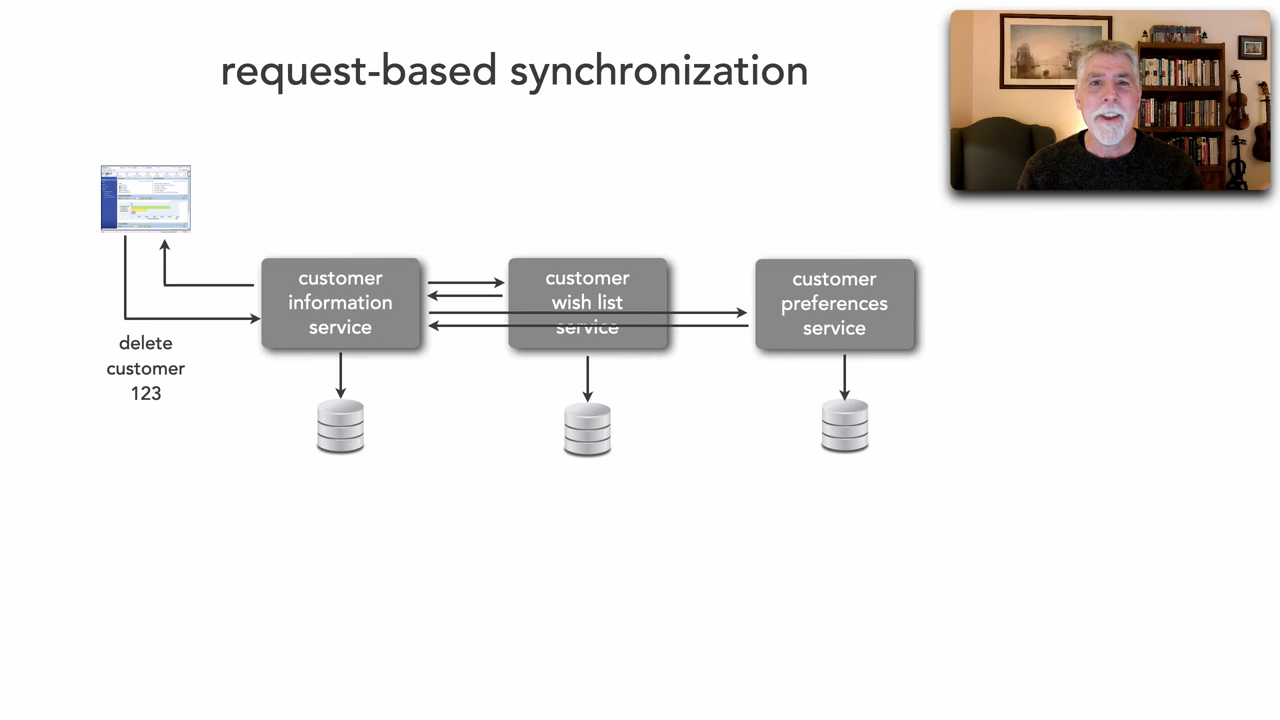 request-based synchronization
delete
customer
123
customer
information
service
customer
wish list
service
customer
preferences
service